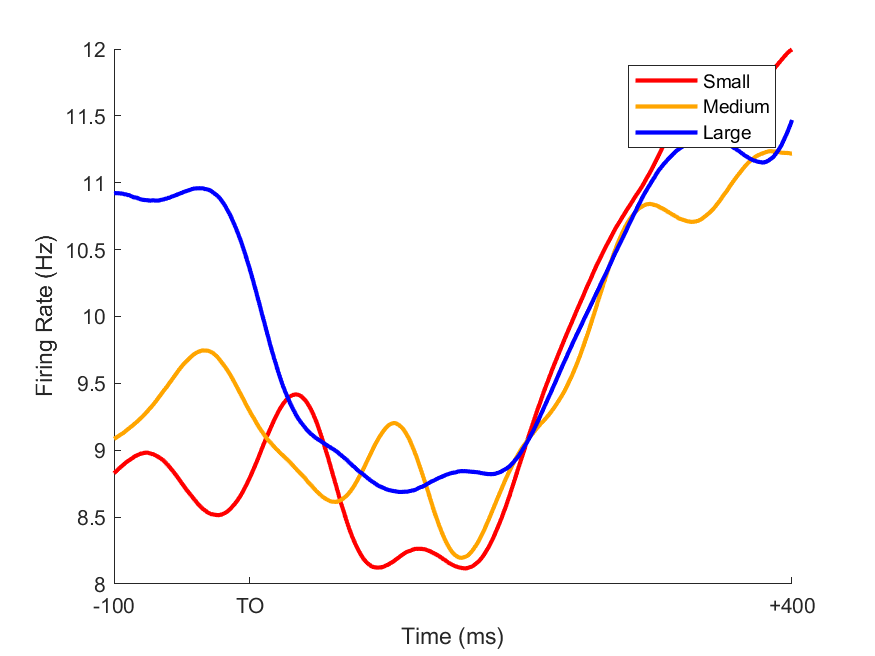 12
11.5
11
10.5
10
9.5
9
8.5
8
Firing Rate (Hz)
Small
Medium
Large
-100
TO
+400
Time (ms)